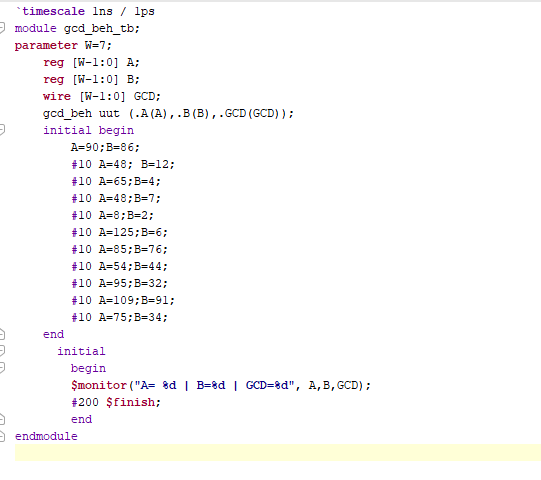 `timescale 1ns / 1ps
module gcd_beh_tb;
parameter W=7;
    reg [W-1:0] A;
    reg [W-1:0] B;
    wire [W-1:0] GCD;
    gcd_beh uut (.A(A),.B(B),.GCD(GCD));
    initial begin
        A=90;B=86;
        #10 A=48; B=12;
        #10 A=65;B=4;
        #10 A=48;B=7;
        #10 A=8;B=2;
        #10 A=125;B=6;
        #10 A=85;B=76;
        #10 A=54;B=44;
        #10 A=95;B=32;
        #10 A=109;B=91;
        #10 A=75;B=34;
    end
      initial
        begin
        $monitor("A= %d | B=%d | GCD=%d", A,B,GCD);
        #200 $finish;
        end
endmodule